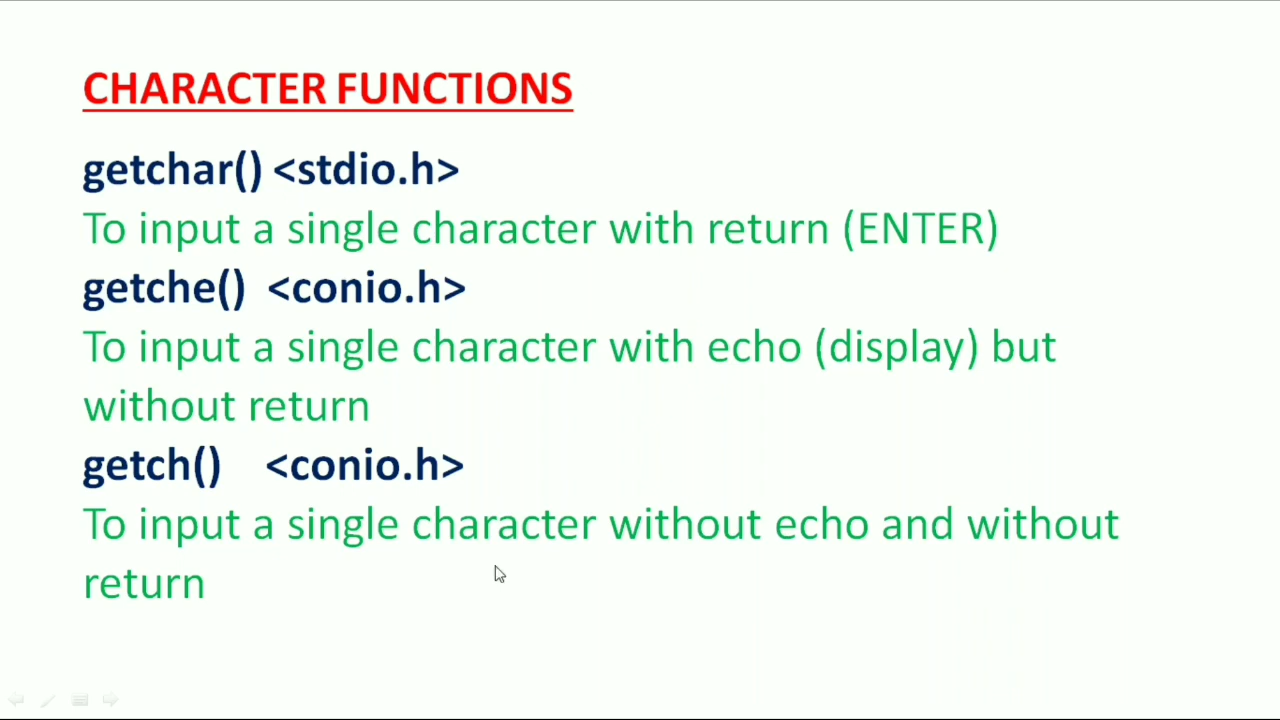 CHARACTER FUNCTIONS
getchar() <stdio.h>
To input a single character with return (ENTER)
getche() <conio.h>
To input a single character with echo (display) but
without return
getch() <conio.h>
To input a single character without echo and without
return